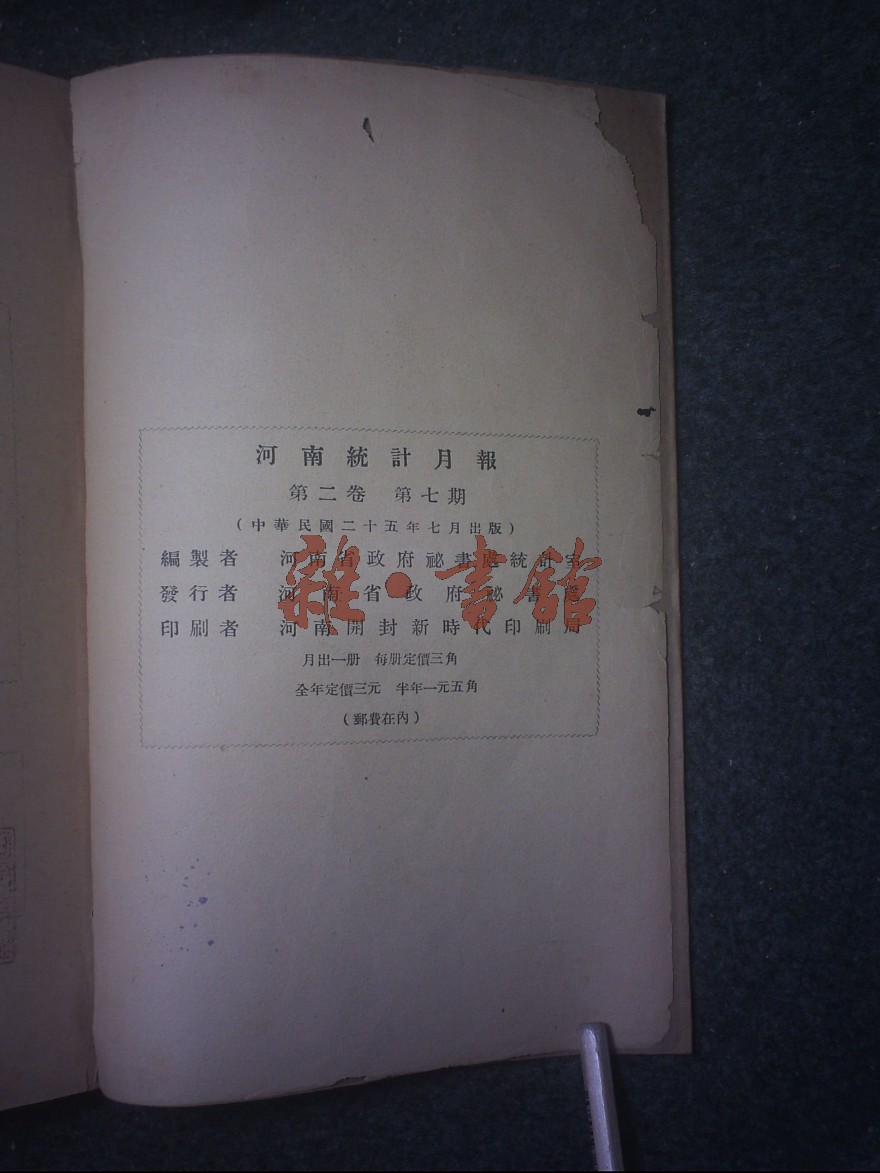 河南統計月報
第二卷 第七期
(中華民國二十五年七月出版)
編製者 河南省政府祕書處統計室
發行者 河南省政府祕書處
印刷者 河南開封新時代印刷局
月出一册 每册定價三角
全年定價三元 半年一元五角
(郵費在內)
雜·書館